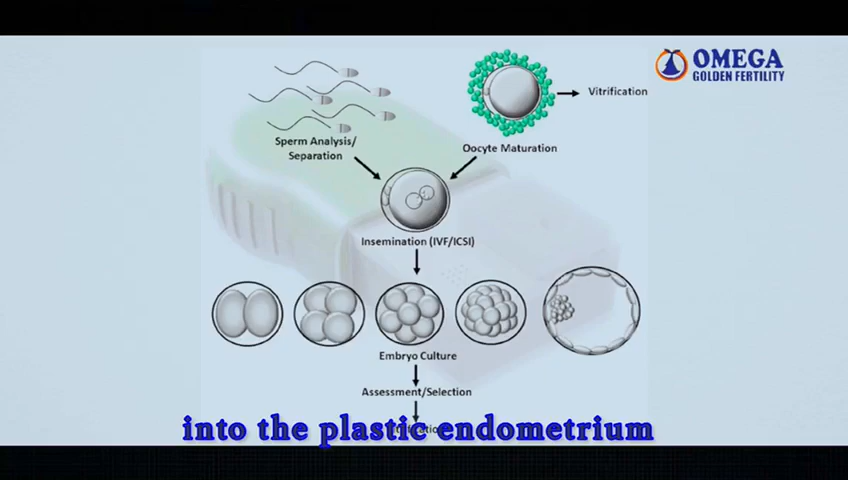 OMEGA
GOLDEN FERTILITY
Vitrification
Sperm Analysis/
Separation
Oocyte Maturation
Insemination (IVF/ICSI)
Embryo Culture
Assessment/Selection
into the plastic endometrium